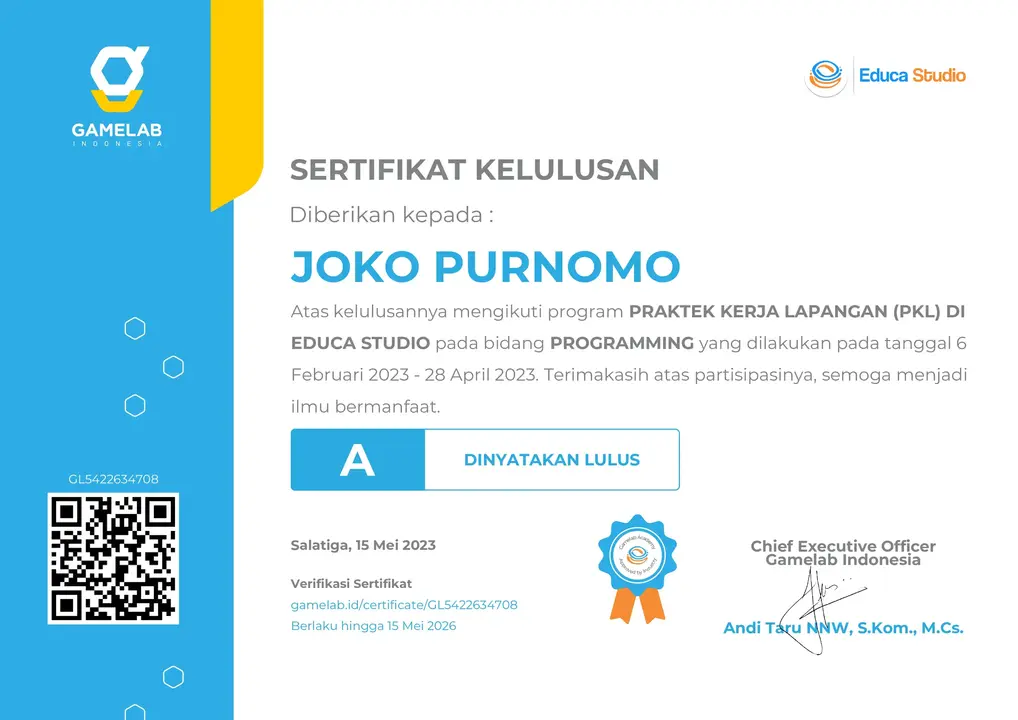 GAMELAB
INDONESIA
Educa Studio
SERTIFIKAT KELULUSAN
Diberikan kepada :
JOKO PURNOMO
Atas kelulusannya mengikuti program PRAKTEK KERJA LAPANGAN (PKL) DI
EDUCA STUDIO pada bidang PROGRAMMING yang dilakukan pada tanggal 6
Februari 2023 - 28 April 2023. Terimakasih atas partisipasinya, semoga menjadi
ilmu bermanfaat.
A
DINYATAKAN LULUS
GL5422634708
Salatiga, 15 Mei 2023
Verifikasi Sertifikat
gamelab.id/certificate/GL5422634708
Berlaku hingga 15 Mei 2026
Gamelab Academy
Approved by Industry
Chief Executive Officer
Gamelab Indonesia
Andi Taru NNW, S.Kom., M.Cs.